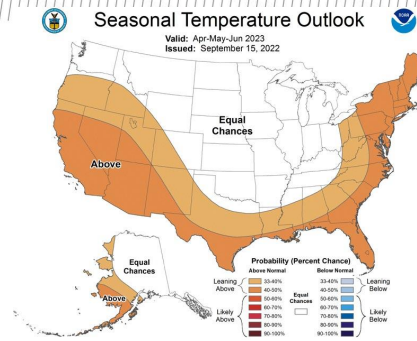 Seasonal Temperature Outlook
Valid: Apr-May-Jun 2023
Issued: September 15, 2022
Equal
Chances
Above
Equal
Chances
Above
Probability (Percent Chance)
Above Normal Below Normal
Leaning
Above
33-40%
40-50%
Likely
Above
50-60%
60-70%
70-80%
80-90%
90-100%
Equal
Chances
33-40%
40-50%
Leaning
Below
50-60%
60-70%
70-80%
80-90%
90-100%
Likely
Below